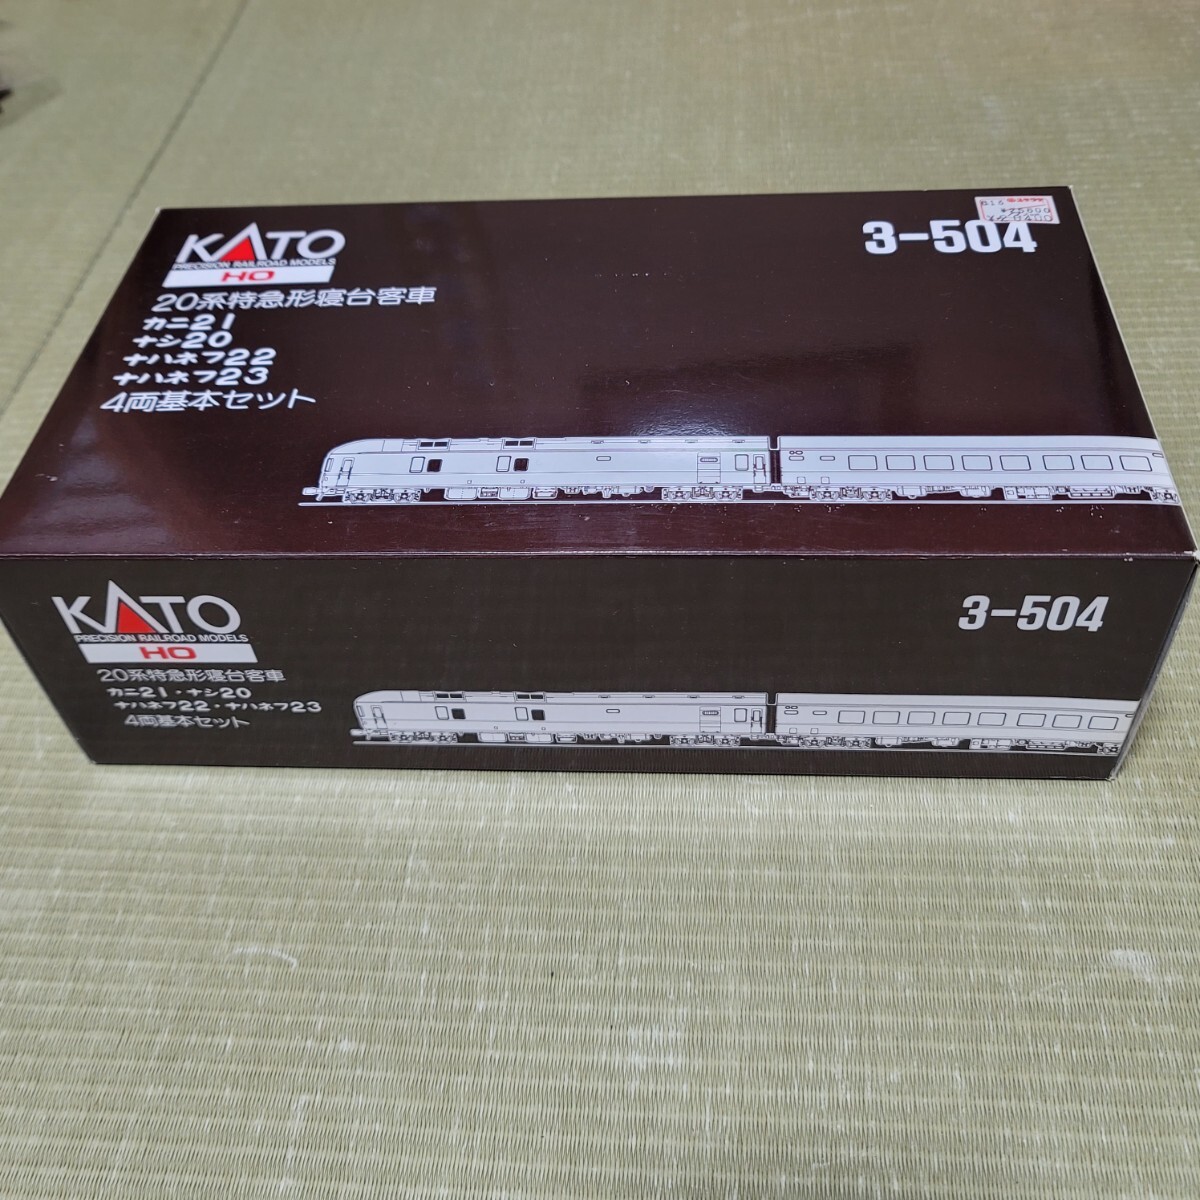 KATO
PRECISION RAILROAD MODELS
HO
20系特急形寝台客車
カニ21
ナシ20
ナハネフ22
ナハネフ23
4両基本セット
3-504
KATO
PRECISION RAILROAD MODELS
HO
20系特急形寝台客車
カニ21・ナシ20
ナハネフ22・ナハネフ23
4両基本セット
3-504